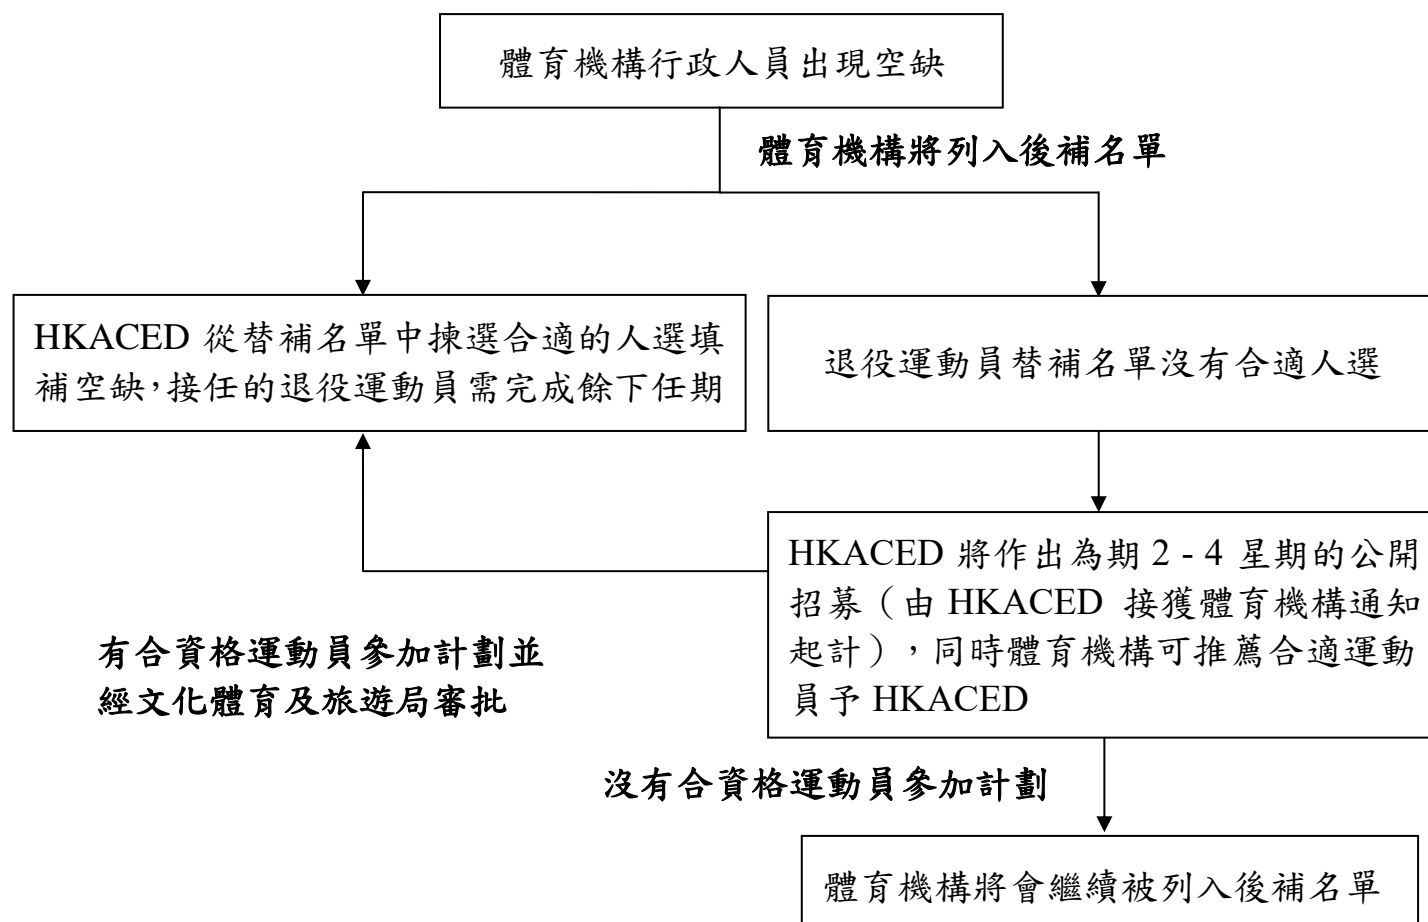 體育機構行政人員出現空缺
體育機構將列入後補名單
HKACED 從替補名單中揀選合適的人選填
補空缺,接任的退役運動員需完成餘下任期
退役運動員替補名單沒有合適人選
HKACED 將作出為期 2 - 4 星期的公開
招募（由 HKACED 接獲體育機構通知
起計），同時體育機構可推薦合適運動
員予 HKACED
有合資格運動員參加計劃並
經文化體育及旅遊局審批
沒有合資格運動員參加計劃
體育機構將會繼續被列入後補名單